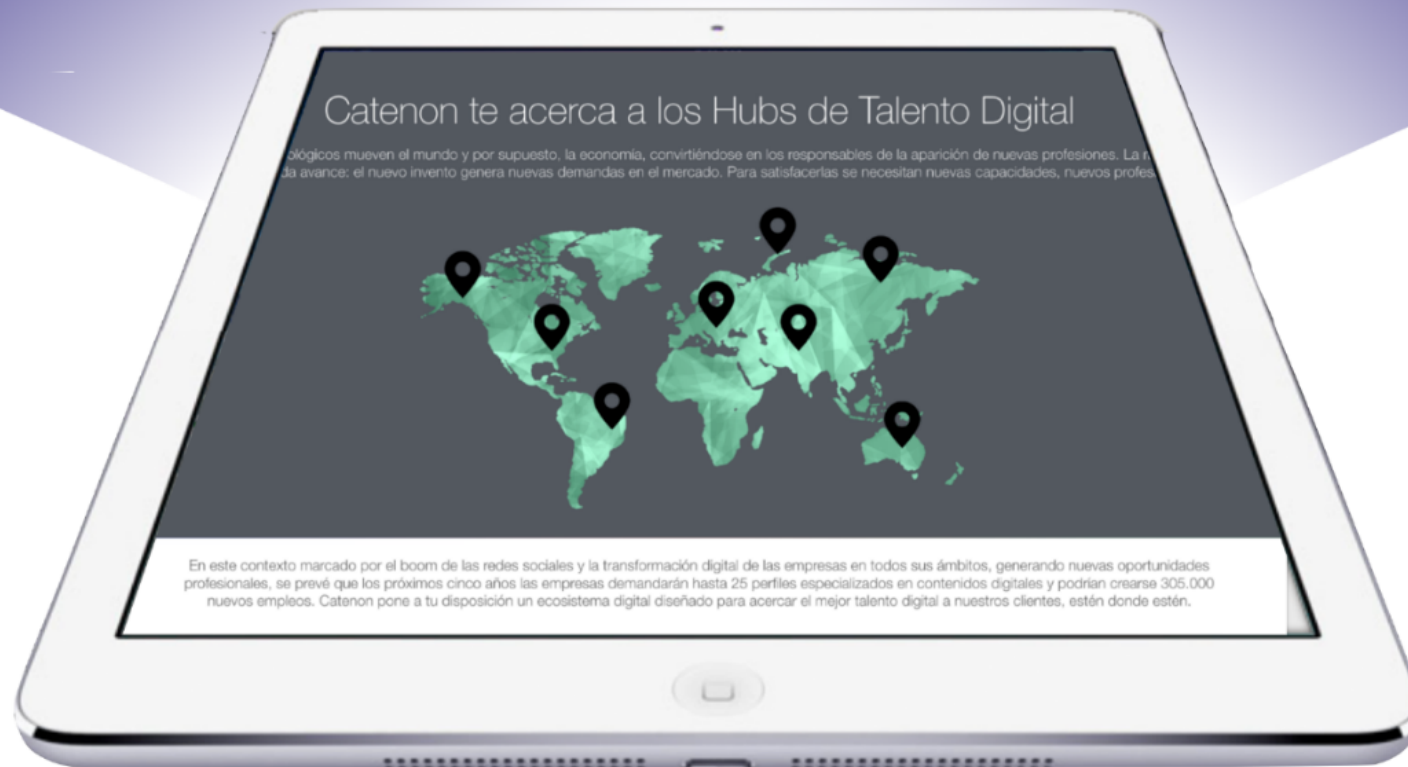 Catenon te acerca a los Hubs de Talento Digital
ológicos mueven el mundo y por supuesto, la economía, convirtiéndose en los responsables de la aparición de nuevas profesiones. La
da avance: el nuevo invento genera nuevas demandas en el mercado. Para satisfacerlas se necesitan nuevas capacidades, nuevos profes
En este contexto marcado por el boom de las redes sociales y la transformación digital de las empresas en todos sus ámbitos, generando nuevas oportunidades
profesionales, se prevé que los próximos cinco años las empresas demandarán hasta 25 perfiles especializados en contenidos digitales y podrían crearse 305.000
nuevos empleos. Catenon pone a tu disposición un ecosistema digital diseñado para acercar el mejor talento digital a nuestros clientes, estén donde estén.